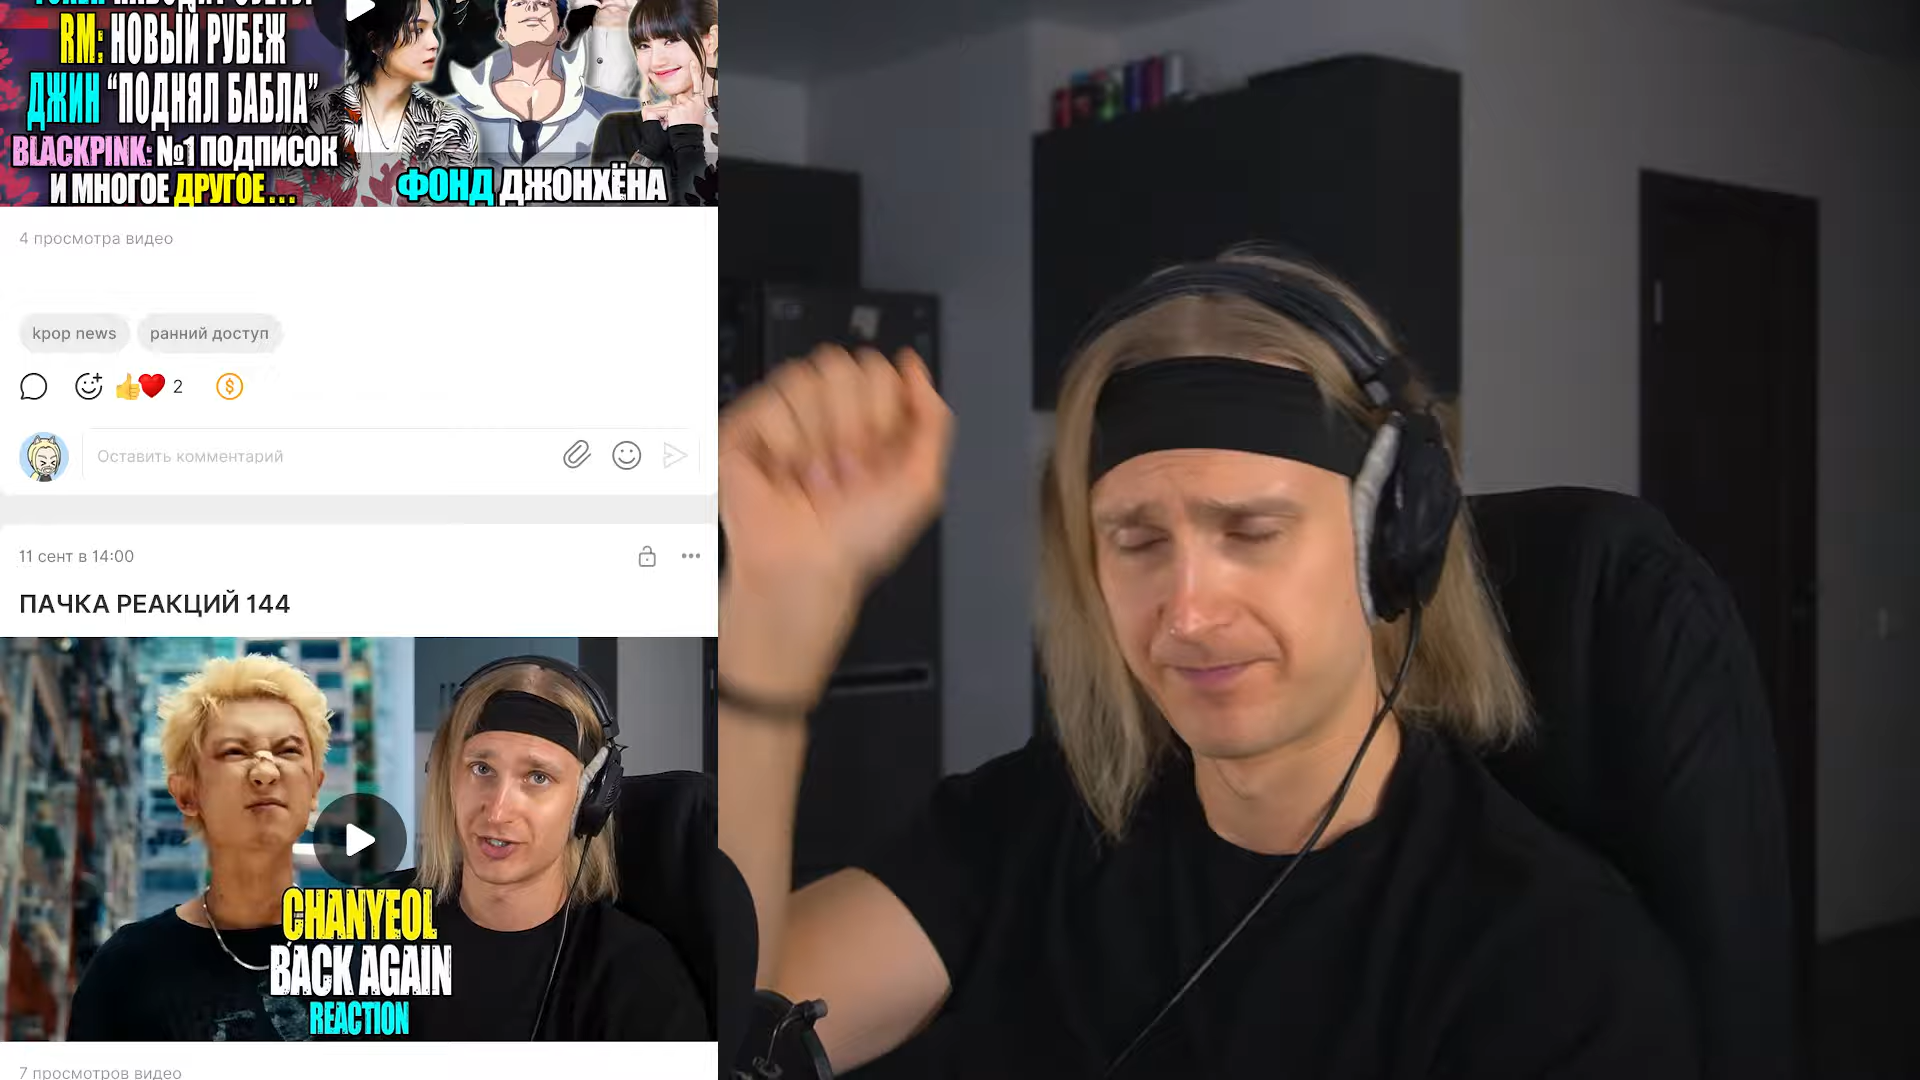 RM: НОВЫЙ РУБЕЖ
ДЖИН “ПОДНЯЛ БАБЛА”
BLACKPINK: №1 ПОДПИСОК
И МНОГОЕ ДРУГОЕ...
ФОНД ДЖОНХЁНА
4 просмотра видео
kpop news
ранний доступ
2
Оставить комментарий
11 сент в 14:00
ПАЧКА РЕАКЦИЙ 144
CHANYEOL
BACK AGAIN
REACTION
7 просмотров видео